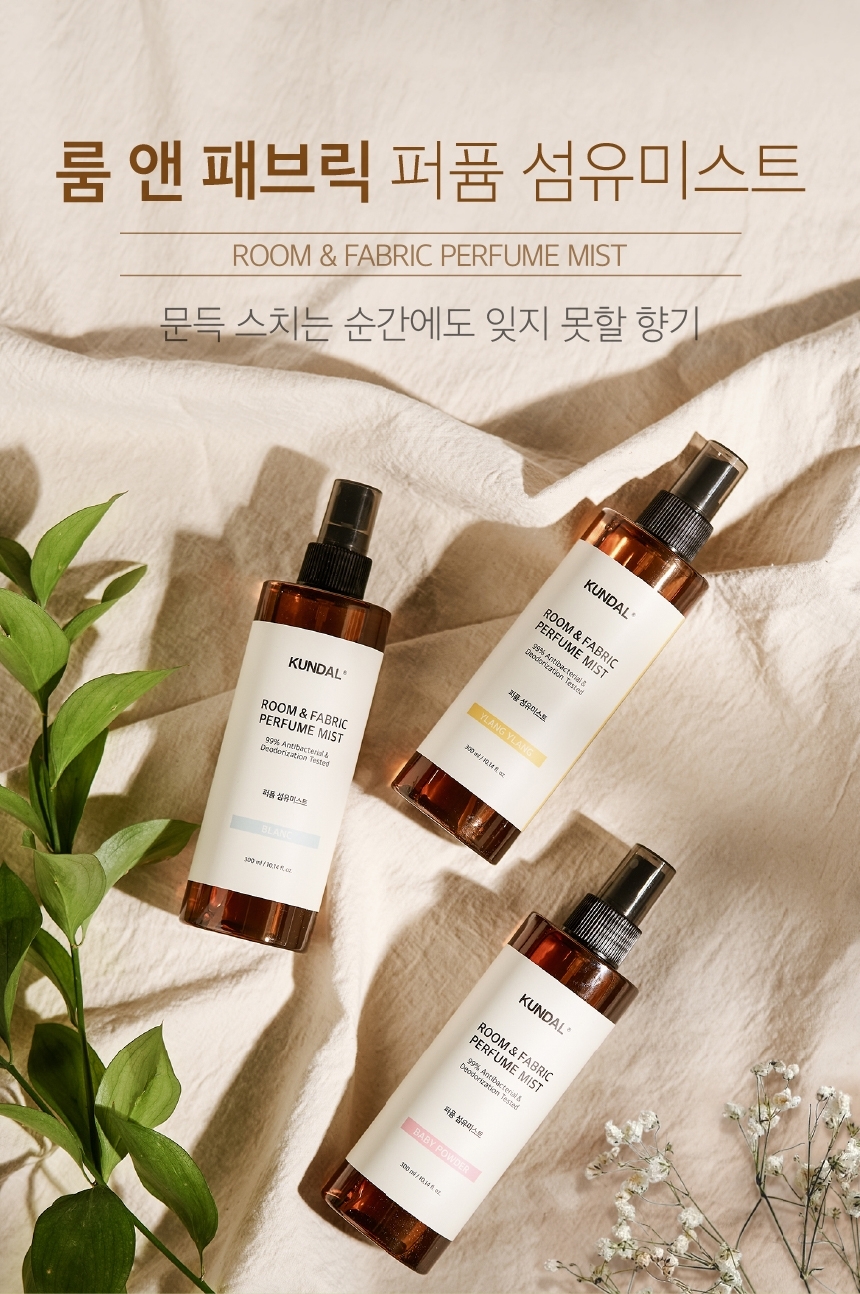 룸 앤 패브릭 퍼퓸 섬유미스트
ROOM & FABRIC PERFUME MIST
문득 스치는 순간에도 잊지 못할 향기
KUNDAL®
ROOM & FABRIC
PERFUME MIST
99% Antibacterial &
Deodorization Tested
퍼퓸 섬유미스트
YLANG YLANG
300 ml / 10.14 fl. oz.
KUNDAL®
ROOM & FABRIC
PERFUME MIST
99% Antibacterial &
Deodorization Tested
퍼퓸 섬유미스트
BLANC
300 ml / 10.14 fl. oz.
KUNDAL®
ROOM & FABRIC
PERFUME MIST
99% Antibacterial &
Deodorization Tested
퍼퓸 섬유미스트
BABY POWDER
300 ml / 10.14 fl. oz.